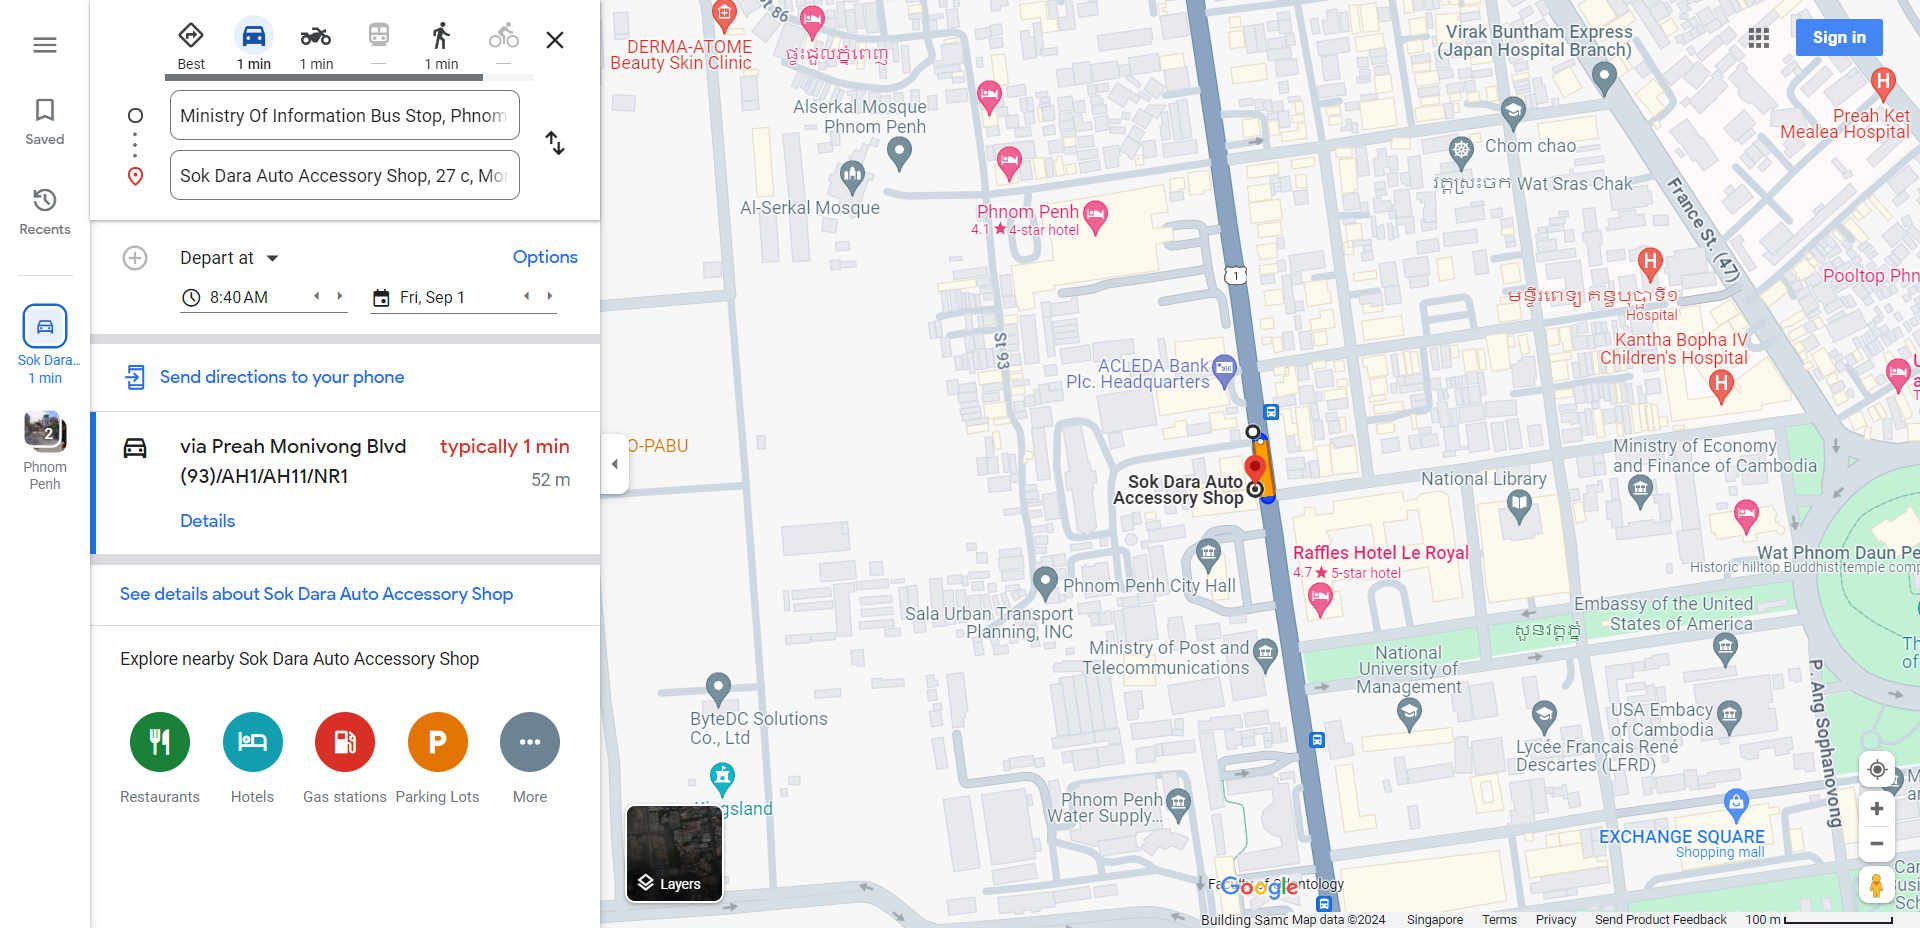 Best
1 min
1 min
—
1 min
—
Sign in
Saved
Recents
Sok Dara...
1 min
2
Phnom
Penh
Ministry Of Information Bus Stop, Phnom
Sok Dara Auto Accessory Shop, 27 c, Mo
Depart at
Options
8:40 AM
Fri, Sep 1
Send directions to your phone
via Preah Monivong Blvd
(93)/AH1/AH11/NR1
typically 1 min
52 m
Details
See details about Sok Dara Auto Accessory Shop
Explore nearby Sok Dara Auto Accessory Shop
P
Restaurants
Hotels
Gas stations
Parking Lots
More
Layers
St 86
DERMA-ATOME
Beauty Skin Clinic
ផ្ទះជួលភ្នំពេញ
Virak Buntham Express
(Japan Hospital Branch)
H
Preah Ket
Mealea Hospital
Alserkal Mosque
Phnom Penh
Al-Serkal Mosque
Chom chao
វត្តស្រះចក Wat Sras Chak
France St. (47)
Phnom Penh
4.1 ★ 4-star hotel
1
H
មន្ទីរពេទ្យ គន្ធបុប្ផាទី១
Hospital
Pooltop Phn
Kantha Bopha IV
Children's Hospital
H
St 93
ACLEDA Bank
Plc. Headquarters
O-PABU
Sok Dara Auto
Accessory Shop
National Library
Ministry of Economy
and Finance of Cambodia
Raffles Hotel Le Royal
4.7 ★ 5-star hotel
Wat Phnom Daun Pe
Historic hilltop Buddhist temple comp
Phnom Penh City Hall
Sala Urban Transport
Planning, INC
Embassy of the United
States of America
សួនវត្តភ្នំ
Ministry of Post and
Telecommunications
National
University of
Management
Th
of
P. Ang Sophanovong
ByteDC Solutions
Co., Ltd
USA Embacy
of Cambodia
Lycée Français René
Descartes (LFRD)
Kingsland
Phnom Penh
Water Supply...
EXCHANGE SQUARE
Shopping mall
Google
Map data ©2024
Singapore
Terms
Privacy
Send Product Feedback
100 m